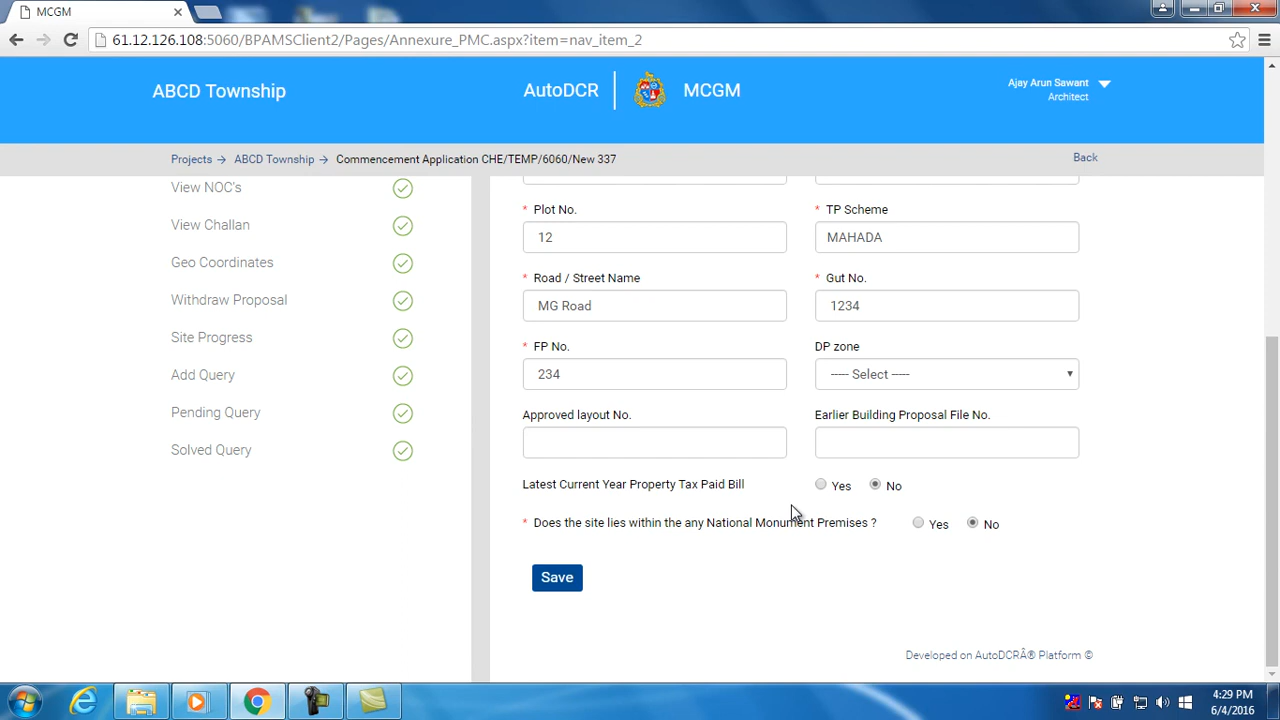 MCGM
61.12.126.108:5060/BPAMSClient2/Pages/Annexure_PMC.aspx?item=nav_item_2
ABCD Township
AutoDCR
MCGM
Ajay Arun Sawant
Architect
Projects → ABCD Township → Commencement Application CHE/TEMP/6060/New 337
Back
View NOC's
View Challan
Geo Coordinates
Withdraw Proposal
Site Progress
Add Query
Pending Query
Solved Query
* Plot No.
12
* TP Scheme
MAHADA
* Road / Street Name
MG Road
* Gut No.
1234
* FP No.
234
DP zone
----- Select -----
Approved layout No.
Earlier Building Proposal File No.
Latest Current Year Property Tax Paid Bill
Yes No
* Does the site lies within the any National Monument Premises ?
Yes No
Save
Developed on AutoDCRÂ® Platform ©
4:29 PM
6/4/2016